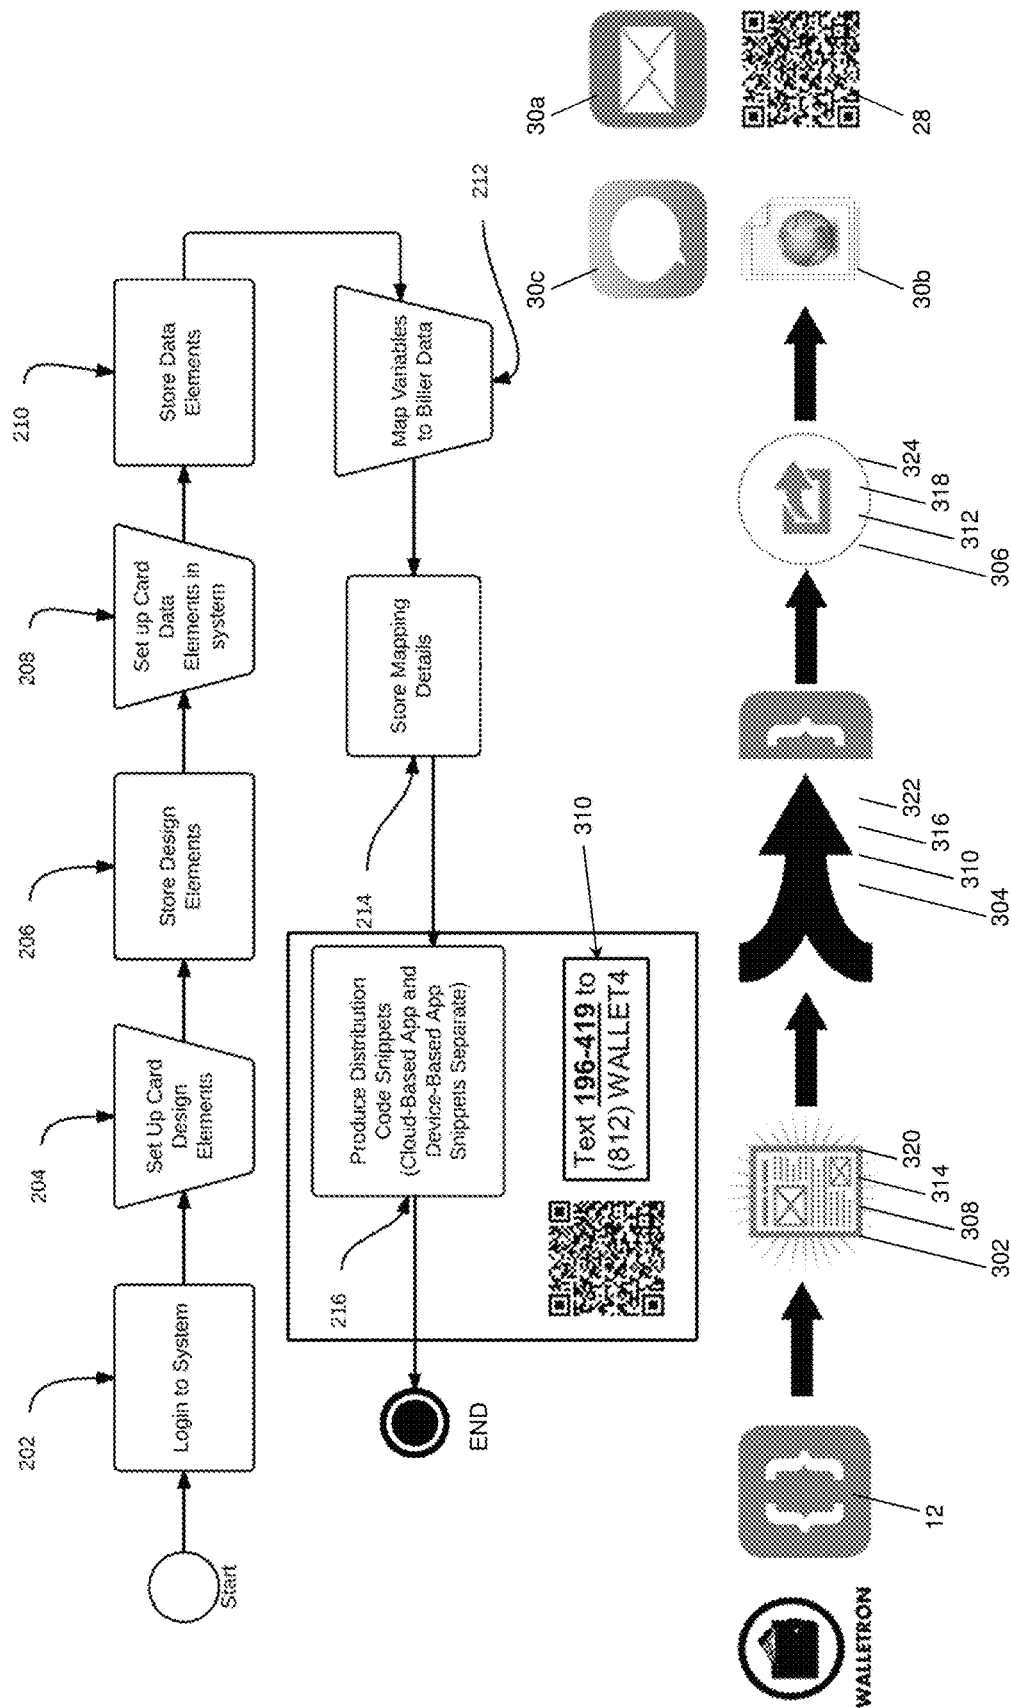 202
204
206
208
210
Start
Login to System
Set Up Card
Design
Elements
Store Design
Elements
Set up Card
Data
Elements in
system
Store Data
Elements
216
214
212
END
Produce Distribution
Code Snippets
(Cloud-Based App and
Device-Based App
Snippets Separate)
Store Mapping
Details
Map Variables
to Biller Data
Text 196-419 to
(812) WALLET4
310
30c
30a
WALLETRON
12
302
308
314
320
304
310
316
322
306
312
318
324
30b
28